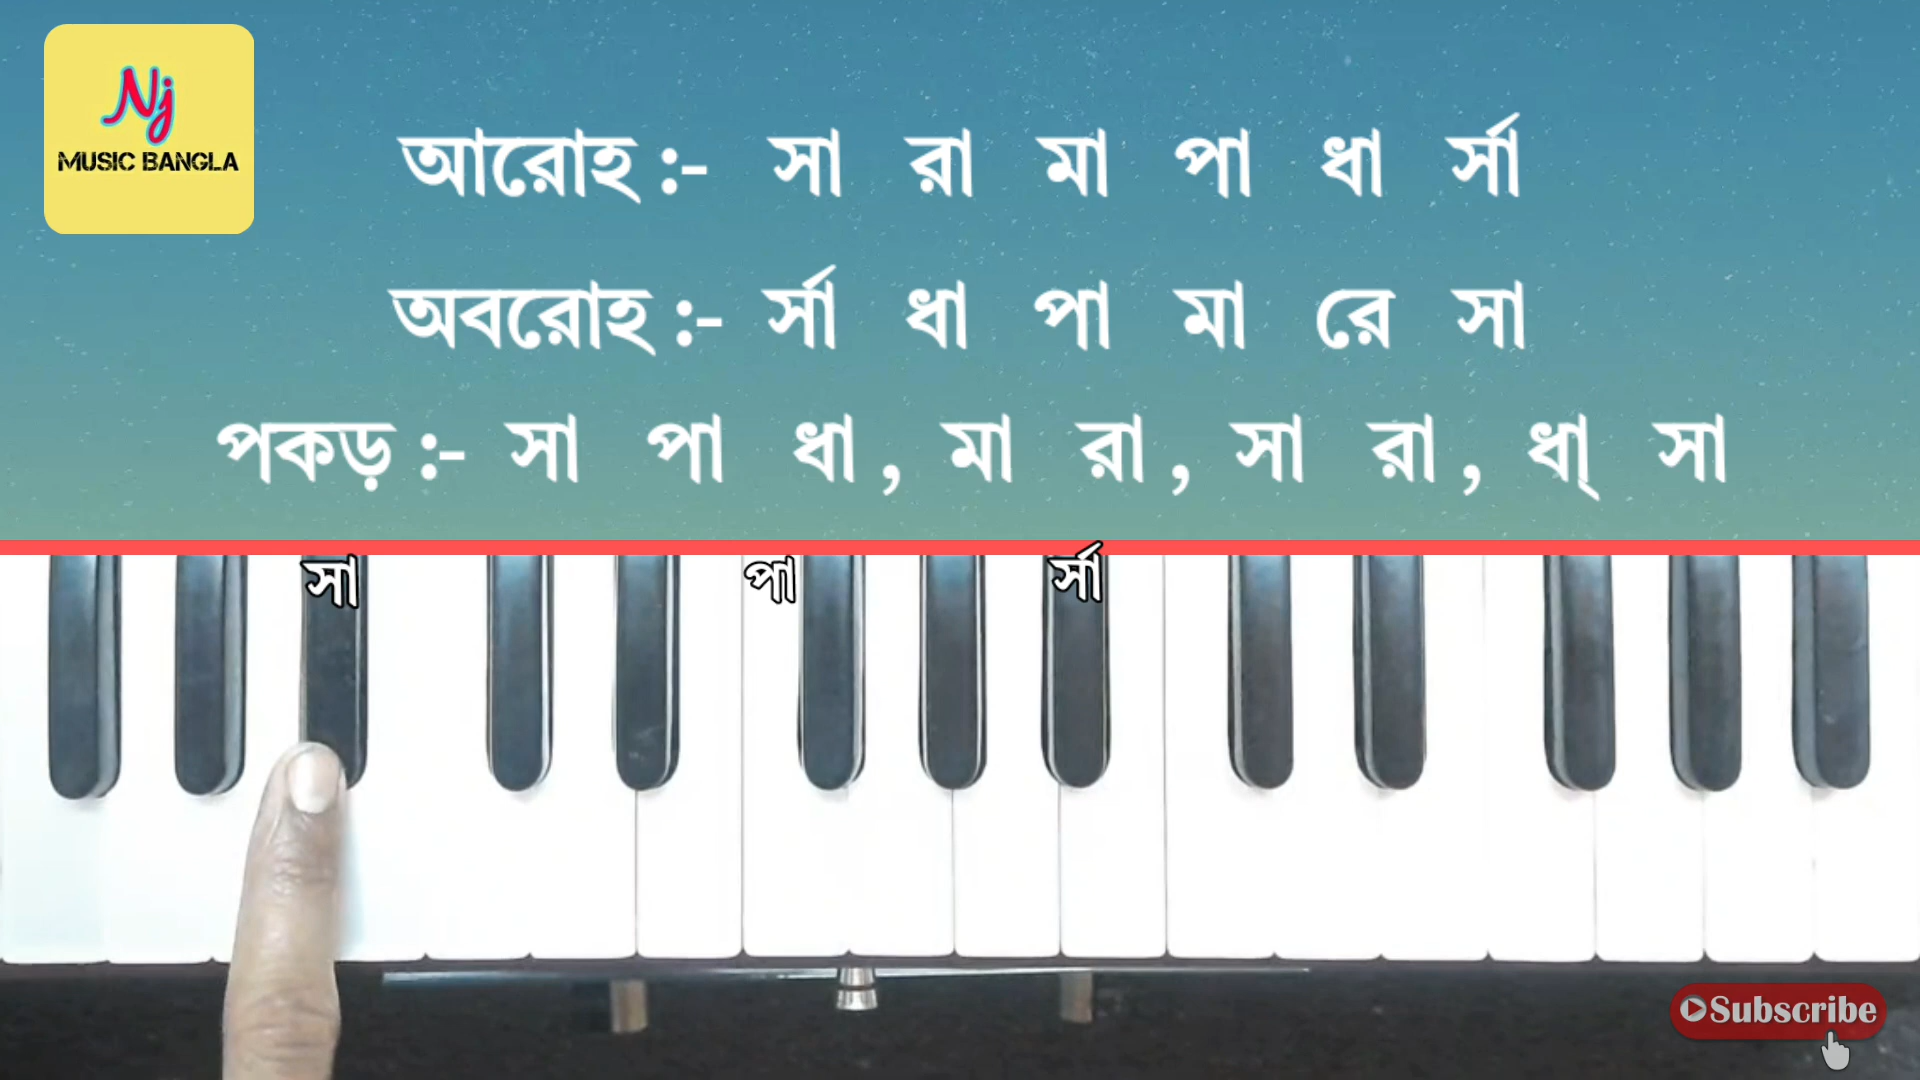 Nj
MUSIC BANGLA
আরোহ :- সা রা মা পা ধা র্সা
অবরোহ :- র্সা ধা পা মা রে সা
পকড় :- সা পা ধা , মা রা , সা রা , ধা্ সা
সা পা র্সা
Subscribe